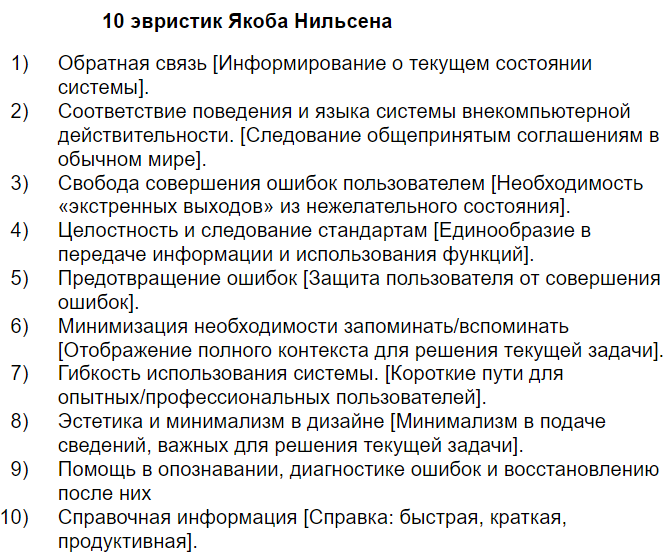 10 эвристик Якоба Нильсена
1) Обратная связь [Информирование о текущем состоянии
системы].
2) Соответствие поведения и языка системы внекомпьютерной
действительности. [Следование общепринятым соглашениям в
обычном мире].
3) Свобода совершения ошибок пользователем [Необходимость
«экстренных выходов» из нежелательного состояния].
4) Целостность и следование стандартам [Единообразие в
передаче информации и использования функций].
5) Предотвращение ошибок [Защита пользователя от совершения
ошибок].
6) Минимизация необходимости запоминать/вспоминать
[Отображение полного контекста для решения текущей задачи].
7) Гибкость использования системы. [Короткие пути для
опытных/профессиональных пользователей].
8) Эстетика и минимализм в дизайне [Минимализм в подаче
сведений, важных для решения текущей задачи].
9) Помощь в опознавании, диагностике ошибок и восстановлению
после них
10) Справочная информация [Справка: быстрая, краткая,
продуктивная].